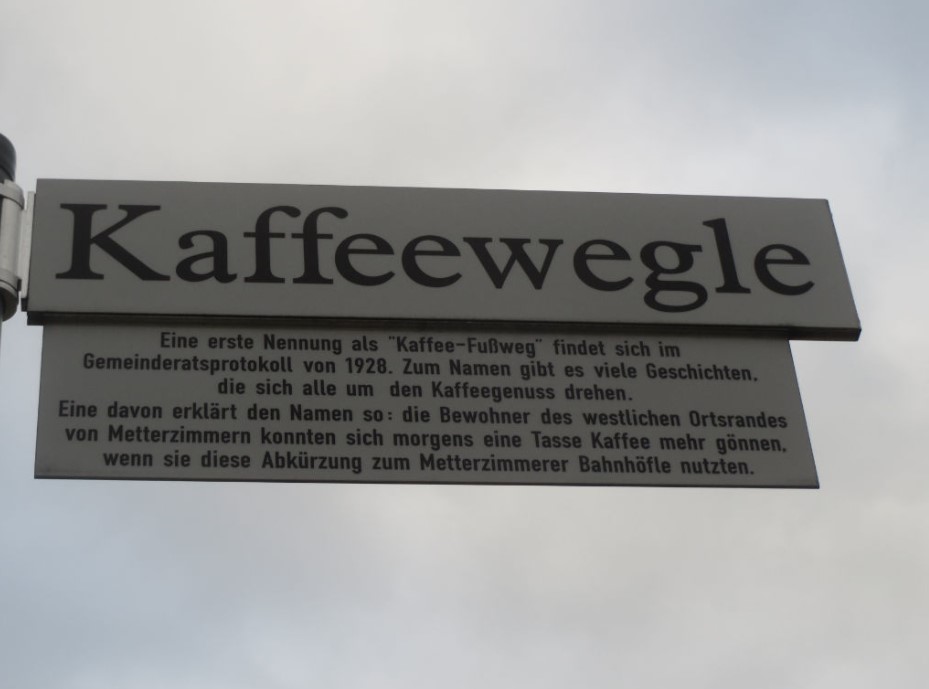 Kaffeewegle
Eine erste Nennung als "Kaffee-Fußweg" findet sich im
Gemeinderatsprotokoll von 1928. Zum Namen gibt es viele Geschichten,
die sich alle um den Kaffeegenuss drehen.
Eine davon erklärt den Namen so: die Bewohner des westlichen Ortsrandes
von Metterzimmern konnten sich morgens eine Tasse Kaffee mehr gönnen,
wenn sie diese Abkürzung zum Metterzimmerer Bahnhöfle nutzten.